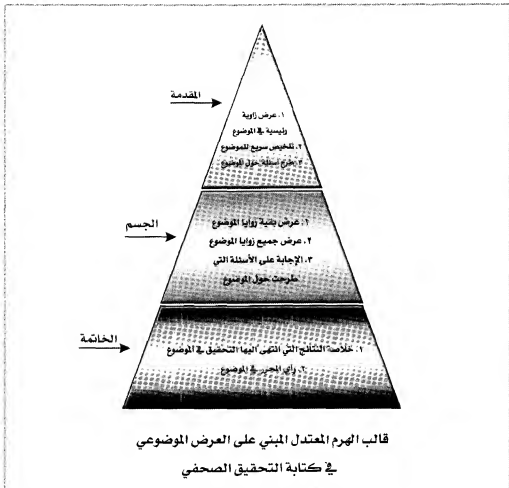 المقدمة
١. عرض زاوية
رئيسية في الموضوع
٢. تلخيص سريع للموضوع
٣. طرح أسئلة حول الموضوع
الجسم
١. عرض بقية زوايا الموضوع
٢. عرض جميع زوايا الموضوع
٣. الإجابة على الأسئلة التي
طرحت حول الموضوع
الخاتمة
١. خلاصة النتائج التي انتهى اليها التحقيق في الموضوع
٢. رأي المحرر في الموضوع
قالب الهرم المعتدل المبني على العرض الموضوعي
في كتابة التحقيق الصحفي